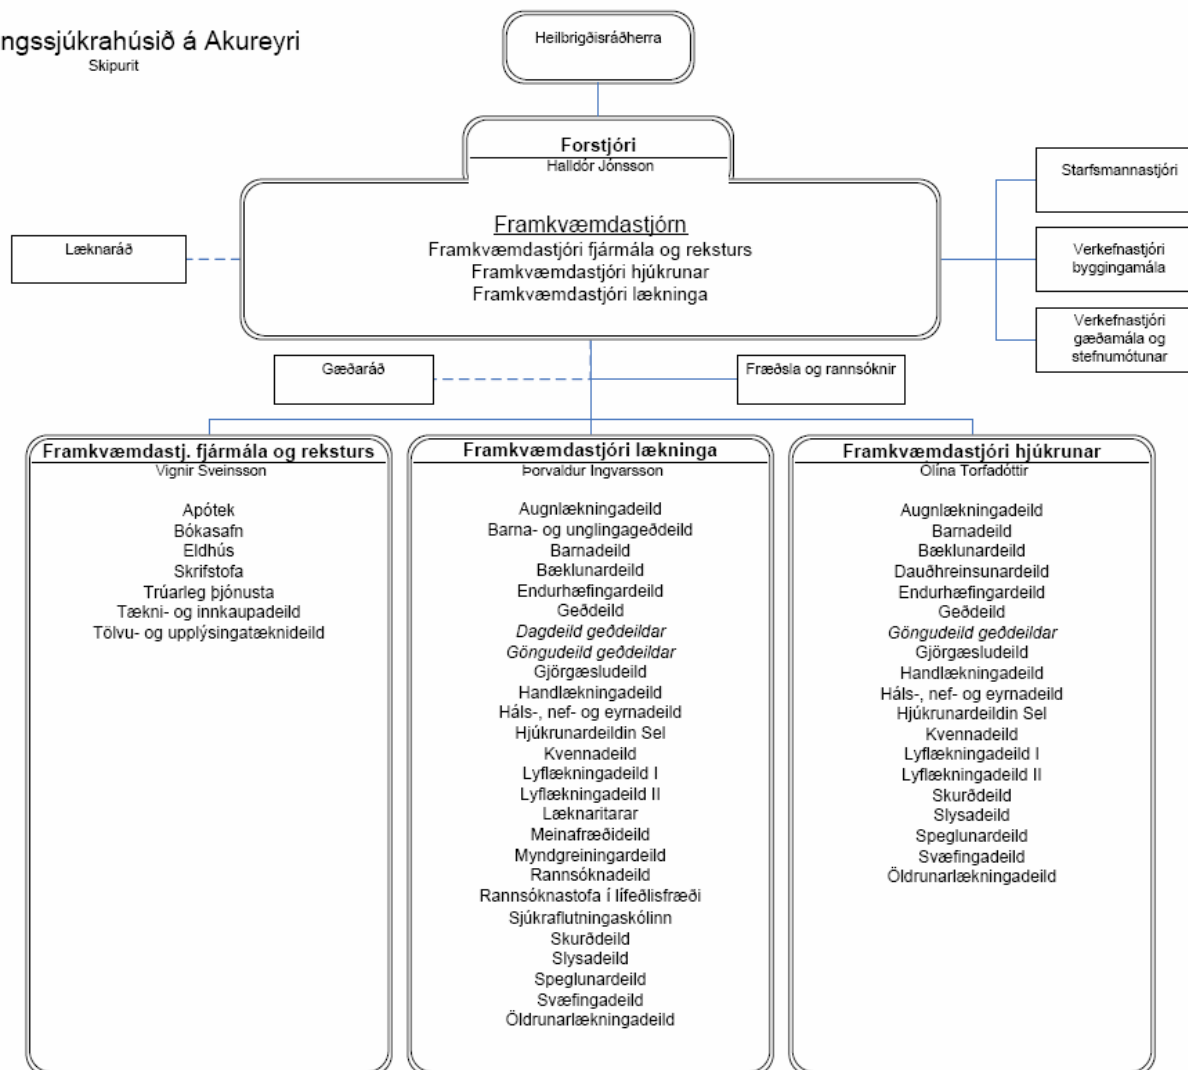 ngssjúkrahúsið á Akureyri
Skipurit
Heilbrigðisráðherra
Forstjóri
Halldór Jónsson
Framkvæmdastjórn
Framkvæmdastjóri fjármála og reksturs
Framkvæmdastjóri hjúkrunar
Framkvæmdastjóri lækninga
Læknaráð
Starfsmannastjóri
Verkefnastjóri
byggingamála
Verkefnastjóri
gæðamála og
stefnumótunar
Gæðaráð
Fræðsla og rannsóknir
Framkvæmdastj. fjármála og reksturs
Vignir Sveinsson
Apótek
Bókasafn
Eldhús
Skrifstofa
Trúarleg þjónusta
Tækni- og innkaupadeild
Tölvu- og upplýsingatæknideild
Framkvæmdastjóri lækninga
Þorvaldur Ingvarsson
Augnlækningadeild
Barna- og unglingageðdeild
Barnadeild
Bæklunardeild
Endurhæfingardeild
Geðdeild
Dagdeild geðdeildar
Göngudeild geðdeildar
Gjörgæsludeild
Handlækningadeild
Háls-, nef- og eyrnadeild
Hjúkrunardeildin Sel
Kvennadeild
Lyflækningadeild I
Lyflækningadeild II
Læknaritarar
Meinafræðideild
Myndgreiningardeild
Rannsóknadeild
Rannsóknastofa í lífeðlisfræði
Sjúkraflutningaskólinn
Skurðdeild
Slysadeild
Speglunardeild
Svæfingadeild
Öldrunarlækningadeild
Framkvæmdastjóri hjúkrunar
Ólína Torfadóttir
Augnlækningadeild
Barnadeild
Bæklunardeild
Dauðhreinsunardeild
Endurhæfingardeild
Geðdeild
Göngudeild geðdeildar
Gjörgæsludeild
Handlækningadeild
Háls-, nef- og eyrnadeild
Hjúkrunardeildin Sel
Kvennadeild
Lyflækningadeild I
Lyflækningadeild II
Skurðdeild
Slysadeild
Speglunardeild
Svæfingadeild
Öldrunarlækningadeild